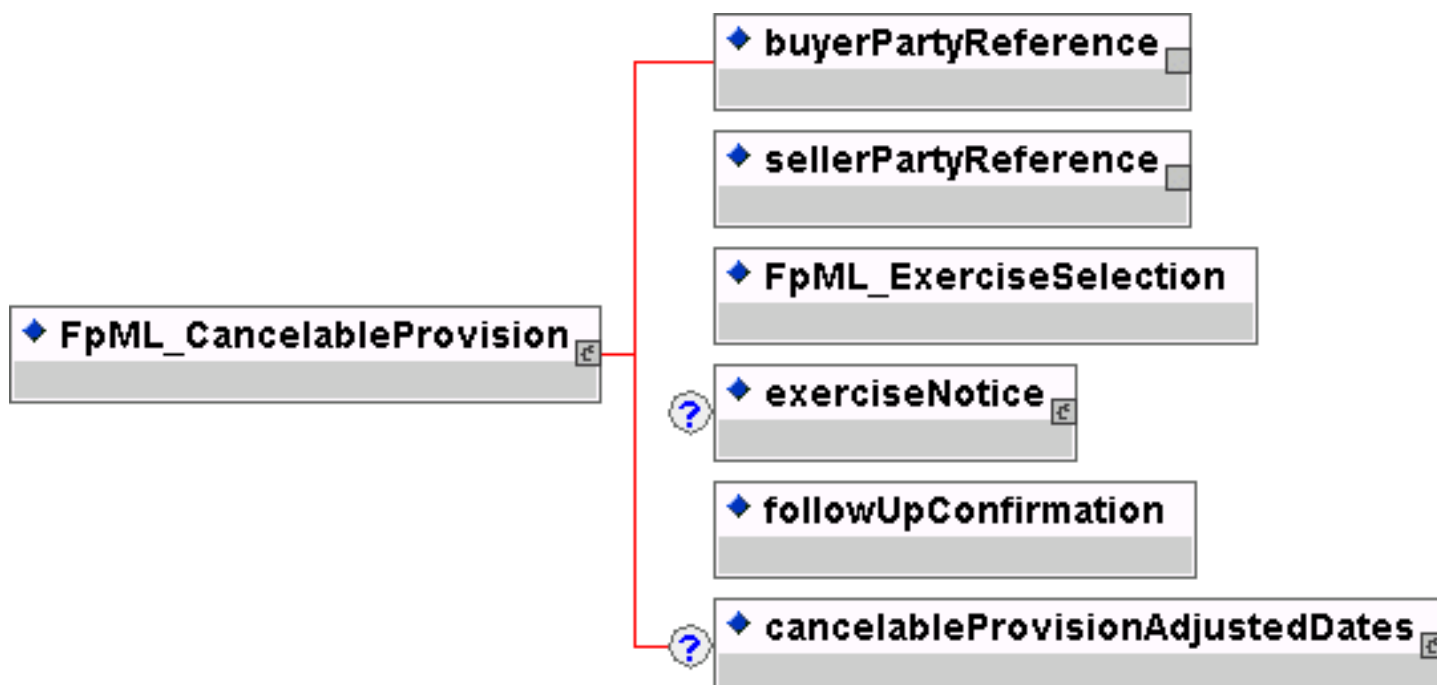 buyerPartyReference
sellerPartyReference
FpML_ExerciseSelection
FpML_CancelableProvision
? exerciseNotice
followUpConfirmation
? cancelableProvisionAdjustedDates